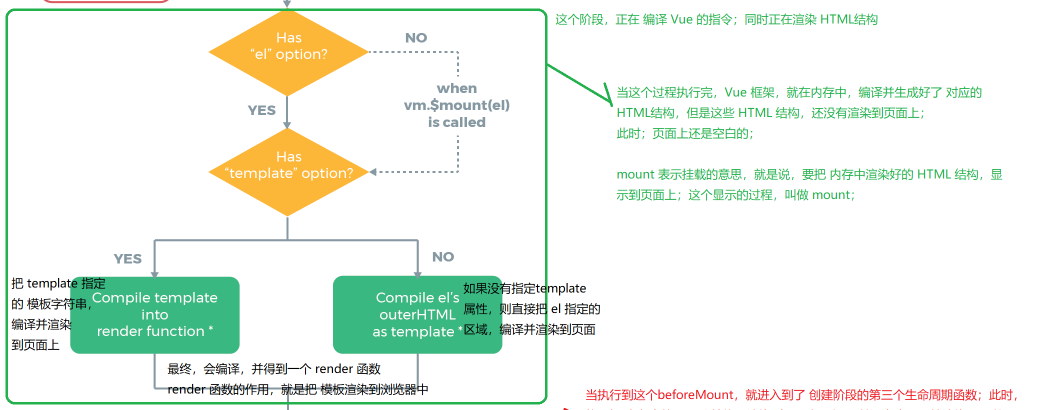 这个阶段，正在 编译 Vue 的指令；同时正在渲染 HTML结构
Has
“el” option?
NO
when
vm.$mount(el)
is called
YES
当这个过程执行完，Vue 框架，就在内存中，编译并生成好了 对应的
HTML结构，但是这些 HTML 结构，还没有渲染到页面上；
此时；页面上还是空白的；
Has
“template” option?
mount 表示挂载的意思，就是说，要把 内存中渲染好的 HTML 结构，显
示到页面上；这个显示的过程，叫做 mount；
YES
NO
把 template 指定
的 模板字符串，
编译并渲染
到页面上
Compile template
into
render function *
Compile el's
outerHTML
as template *
如果没有指定template
属性，则直接把 el 指定的
区域，编译并渲染到页面
最终，会编译，并得到一个 render 函数
render 函数的作用，就是把 模板渲染到浏览器中
当执行到这个beforeMount，就进入到了 创建阶段的第三个生命周期函数；此时，